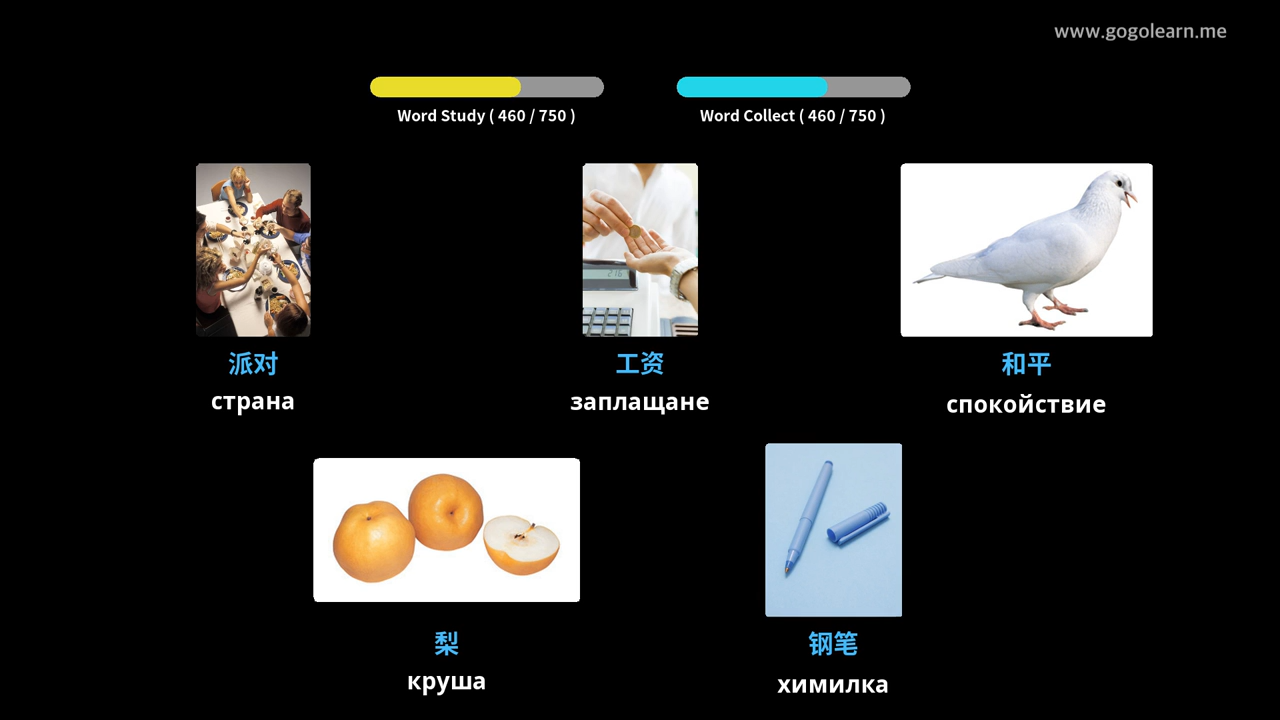 www.gogolearn.me
Word Study ( 460 / 750 )
Word Collect ( 460 / 750 )
派对
工资
和平
страна
заплащане
спокойствие
梨
钢笔
круша
химилка